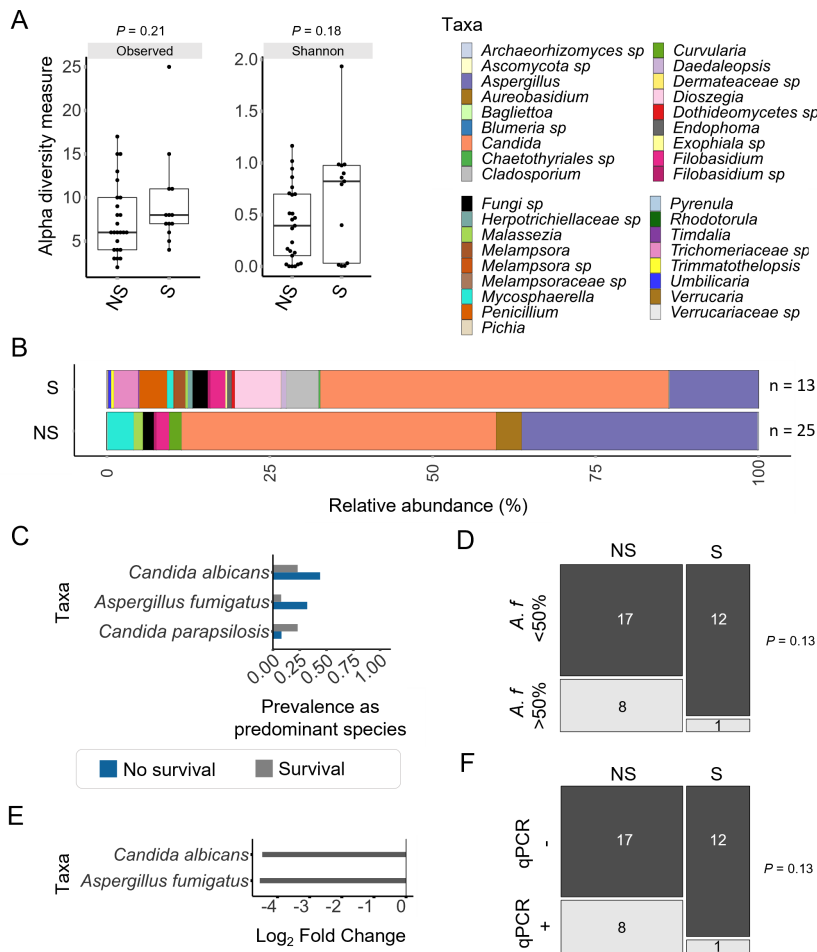 A
P = 0.21
P = 0.18
Observed
Shannon
Alpha diversity measure
25
20
15
10
5
2.0
1.5
1.0
0.5
0.0
NS
S
NS
S
Taxa
Archaeorhizomyces sp
Ascomycota sp
Aspergillus
Aureobasidium
Bagliettoa
Blumeria sp
Candida
Chaetothyriales sp
Cladosporium
Curvularia
Daedaleopsis
Dermateaceae sp
Dioszegia
Dothideomycetes sp
Endophoma
Exophiala sp
Filobasidium
Filobasidium sp
Fungi sp
Herpotrichiellaceae sp
Malassezia
Melampsora
Melampsora sp
Melampsoraceae sp
Mycosphaerella
Penicillium
Pichia
Pyrenula
Rhodotorula
Timdalia
Trichomeriaceae sp
Trimmatothelopsis
Umbilicaria
Verrucaria
Verrucariaceae sp
B
S
n = 13
NS
n = 25
0
25
50
75
100
Relative abundance (%)
C
Taxa
Candida albicans
Aspergillus fumigatus
Candida parapsilosis
0.00
0.25
0.50
0.75
1.00
Prevalence as
predominant species
No survival
Survival
D
NS
S
A. f
<50%
17
12
P = 0.13
A. f
>50%
8
1
E
Taxa
Candida albicans
Aspergillus fumigatus
-4
-3
-2
-1
0
Log2 Fold Change
F
NS
S
qPCR
-
17
12
P = 0.13
qPCR
+
8
1